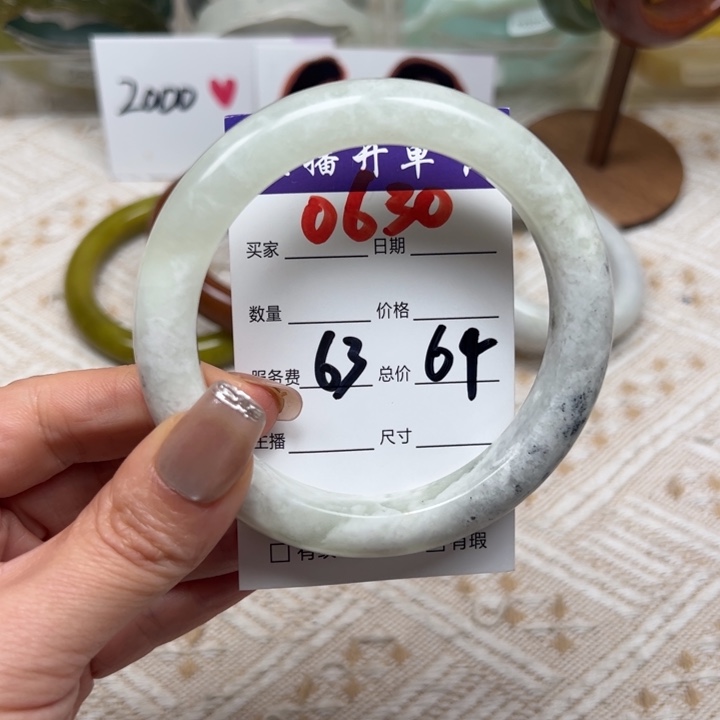 2000
播开单
0630
买家 日期
数量 价格
服务费 63 总价 64
主播 尺寸
有瑕